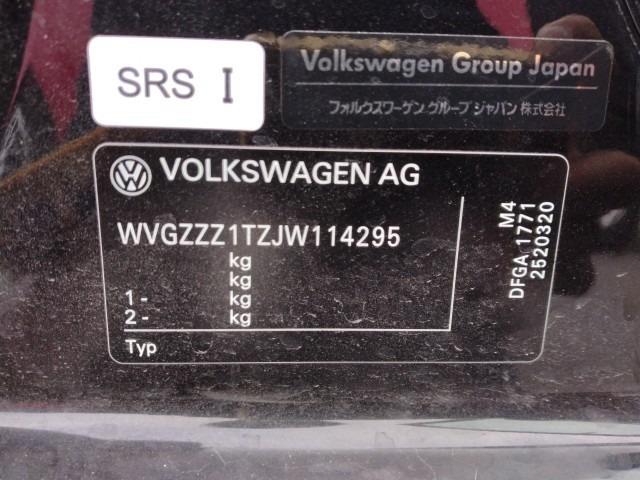 SRS I
Volkswagen Group Japan
フォルクスワーゲン グループ ジャパン 株式会社
VOLKSWAGEN AG
WVGZZZ1TZJW114295
kg
kg
1 - kg
2 - kg
Typ
M4
DFGA 1771
2520320